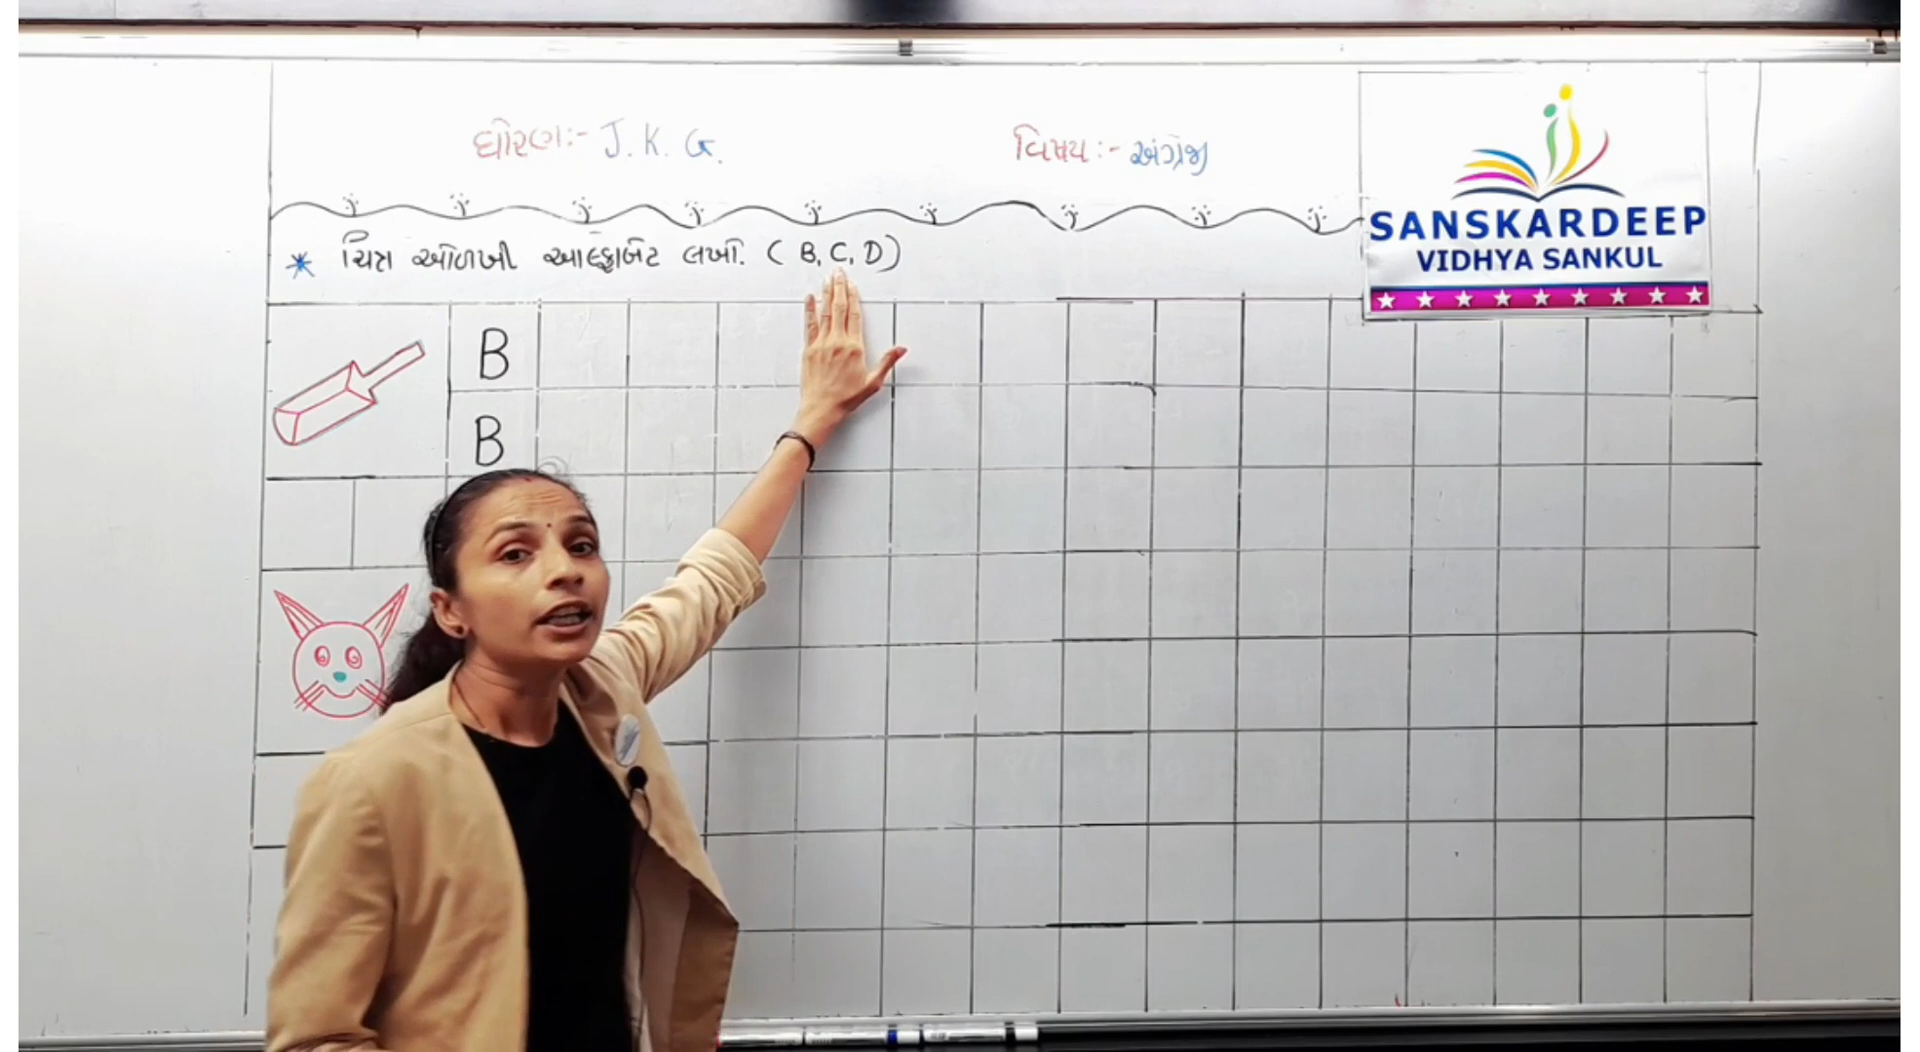 ધોરણ:- J. K. G.
વિષય:- અંગ્રેજી
SANSKARDEEP
VIDHYA SANKUL
* ચિત્ર ઓળખી આલ્ફાબેટ લખો. ( B, C, D )
B
B